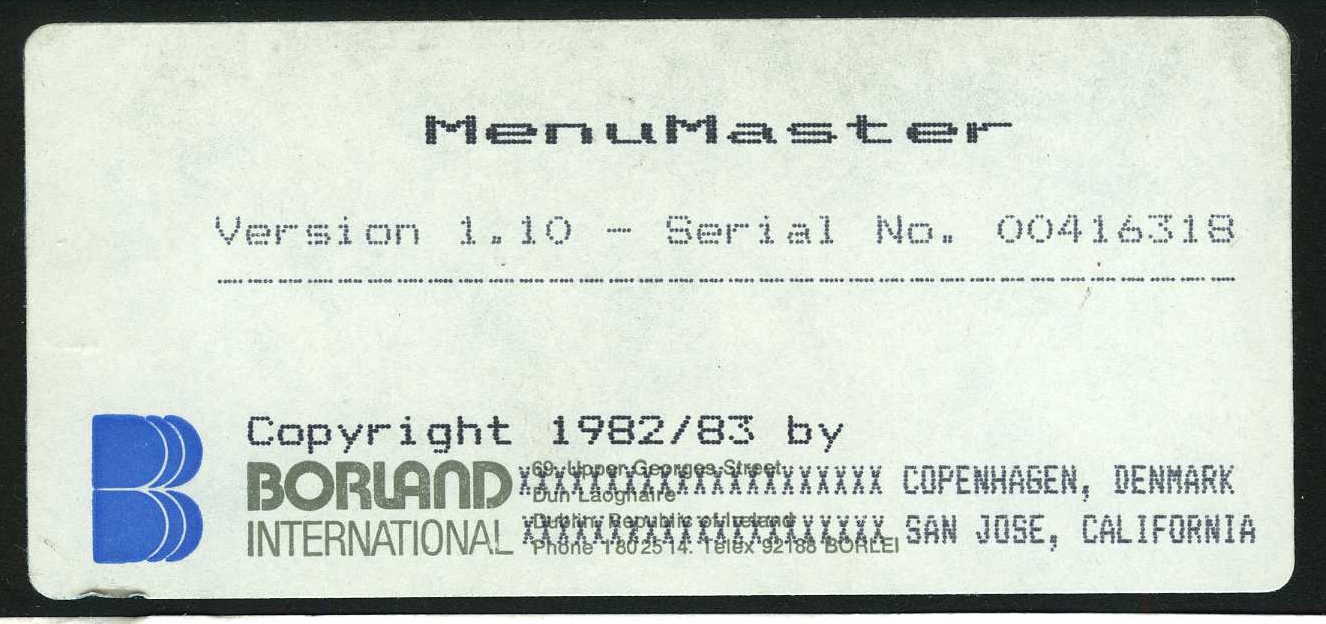 MenuMaster
Version 1.10 - Serial No. 00416318
--------------------------------
Copyright 1982/83 by
BORLAND
INTERNATIONAL
69, Upper Georges Street,
Dun Laoghaire
Dublin, Republic of Ireland
Phone 1 80 25 14. Telex 92188 BORLEI
XXXXXXXXXXXXXXXXXXXXXX COPENHAGEN, DENMARK
XXXXXXXXXXXXXXXXXXXXXX SAN JOSE, CALIFORNIA